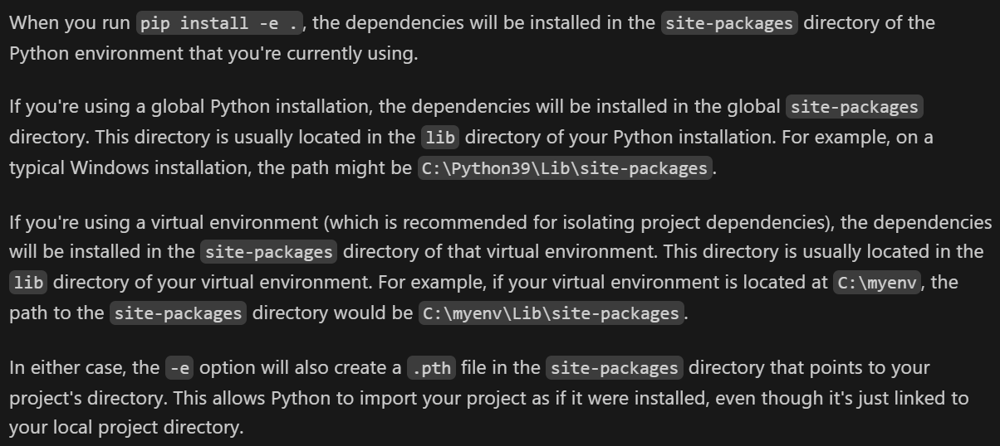 When you run pip install -e ., the dependencies will be installed in the site-packages directory of the
Python environment that you're currently using.
If you're using a global Python installation, the dependencies will be installed in the global site-packages
directory. This directory is usually located in the lib directory of your Python installation. For example, on a
typical Windows installation, the path might be C:\Python39\Lib\site-packages.
If you're using a virtual environment (which is recommended for isolating project dependencies), the dependencies
will be installed in the site-packages directory of that virtual environment. This directory is usually located in the
lib directory of your virtual environment. For example, if your virtual environment is located at C:\myenv, the
path to the site-packages directory would be C:\myenv\Lib\site-packages.
In either case, the -e option will also create a .pth file in the site-packages directory that points to your
project's directory. This allows Python to import your project as if it were installed, even though it's just linked to
your local project directory.